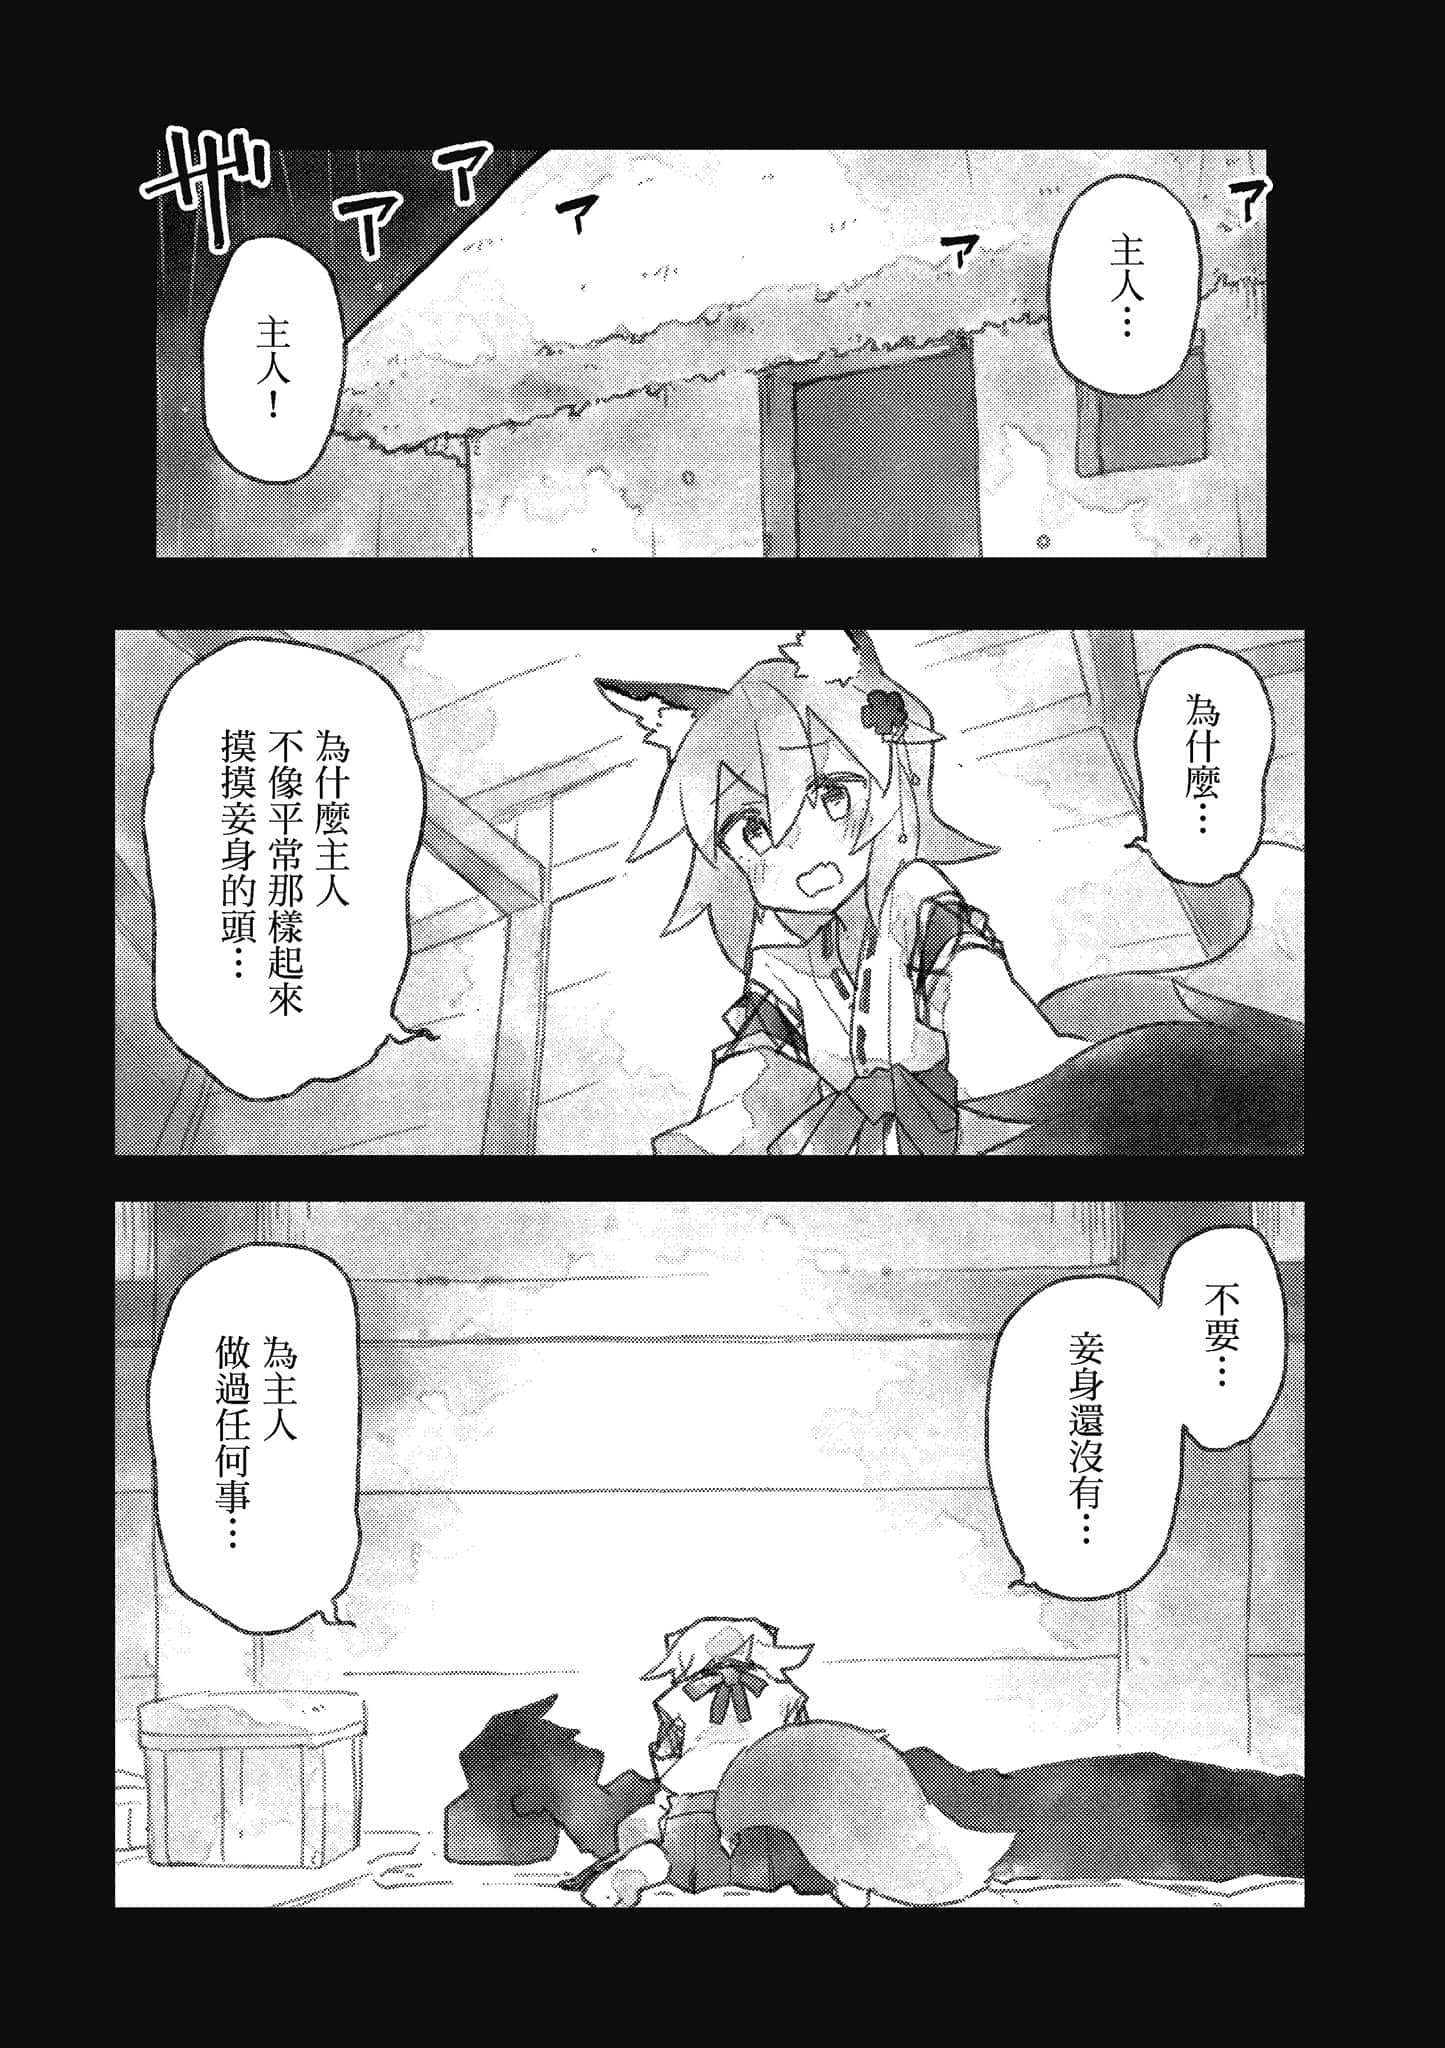 主人…
ザァァァァァ
主人！
為什麼…
為什麼主人
不像平常那樣起來
摸摸妾身的頭…
不要…
妾身還沒有…
為主人
做過任何事…